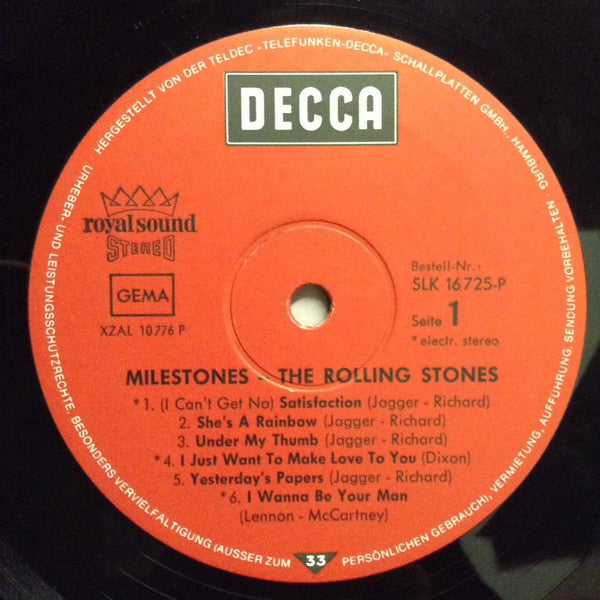 HERGESTELLT VON DER TELDEC »TELEFUNKEN-DECCA« SCHALLPLATTEN GMBH., HAMBURG
URHEBER- UND LEISTUNGSSCHUTZRECHTE BESONDERS VERVIELFÄLTIGUNG (AUSSER ZUM PERSÖNLICHEN GEBRAUCH), VERMIETUNG, AUFFÜHRUNG, SENDUNG VORBEHALTEN
DECCA
royal sound
STEREO
GEMA
XZAL 10776 P
Bestell-Nr.:
SLK 16725-P
Seite 1
*electr. stereo
MILESTONES - THE ROLLING STONES
*1. (I Can't Get No) Satisfaction (Jagger - Richard)
2. She's A Rainbow (Jagger - Richard)
3. Under My Thumb (Jagger - Richard)
*4. I Just Want To Make Love To You (Dixon)
5. Yesterday's Papers (Jagger - Richard)
*6. I Wanna Be Your Man
(Lennon - McCartney)
33